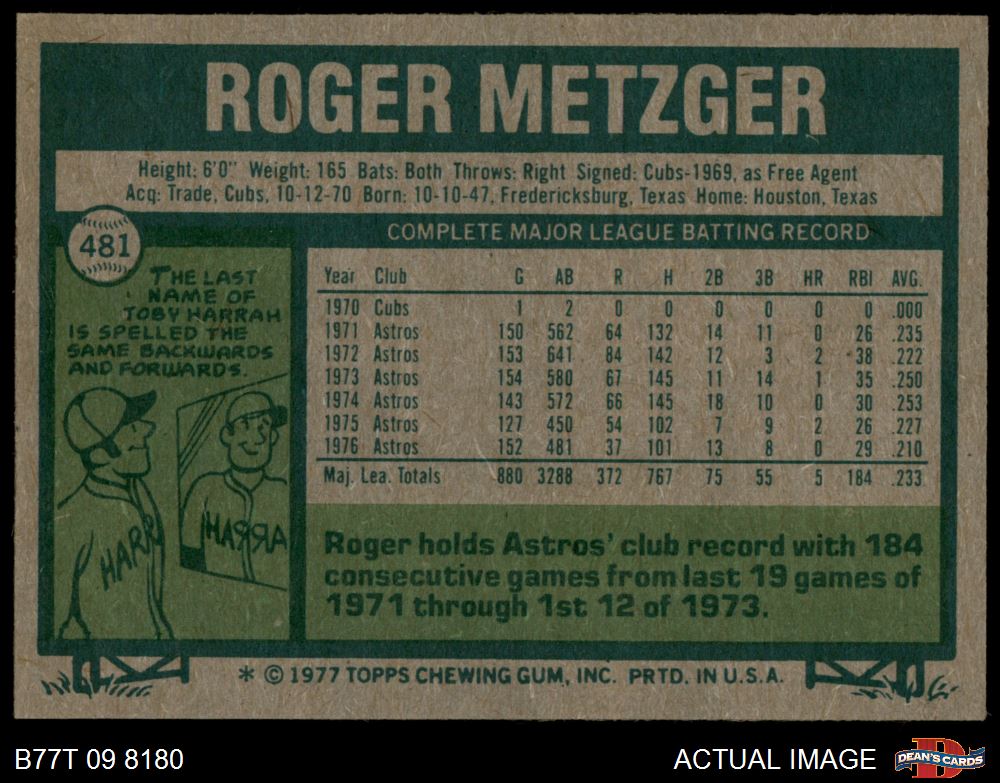 ROGER METZGER
Height: 6'0" Weight: 165 Bats: Both Throws: Right Signed: Cubs-1969, as Free Agent
Acq: Trade, Cubs, 10-12-70 Born: 10-10-47, Fredericksburg, Texas Home: Houston, Texas
481
THE LAST
NAME OF
TOBY HARRAH
IS SPELLED THE
SAME BACKWARDS
AND FORWARDS.
HARR
HARRA
COMPLETE MAJOR LEAGUE BATTING RECORD
Year Club G AB R H 2B 3B HR RBI AVG.
1970 Cubs 1 2 0 0 0 0 0 0 .000
1971 Astros 150 562 64 132 14 11 0 26 .235
1972 Astros 153 641 84 142 12 3 2 38 .222
1973 Astros 154 580 67 145 11 14 1 35 .250
1974 Astros 143 572 66 145 18 10 0 30 .253
1975 Astros 127 450 54 102 7 9 2 26 .227
1976 Astros 152 481 37 101 13 8 0 29 .210
Maj. Lea. Totals 880 3288 372 767 75 55 5 184 .233
Roger holds Astros' club record with 184
consecutive games from last 19 games of
1971 through 1st 12 of 1973.
* © 1977 TOPPS CHEWING GUM, INC. PRTD. IN U.S.A.
B77T 09 8180
ACTUAL IMAGE
D
DEAN'S CARDS